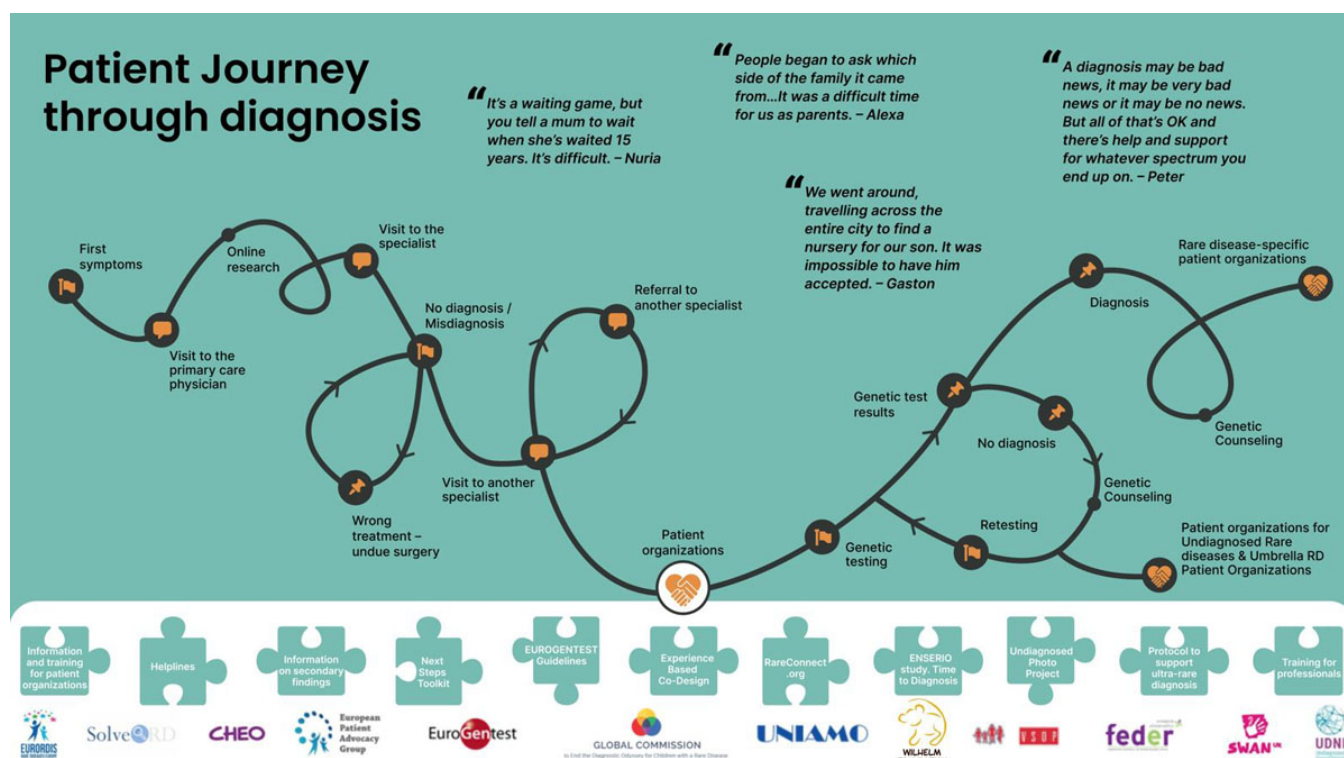 Patient Journey
through diagnosis
“It’s a waiting game, but
you tell a mum to wait
when she’s waited 15
years. It’s difficult. – Nuria
“People began to ask which
side of the family it came
from...It was a difficult time
for us as parents. – Alexa
“A diagnosis may be bad
news, it may be very bad
news or it may be no news.
But all of that’s OK and
there’s help and support
for whatever spectrum you
end up on. – Peter
“We went around,
travelling across the
entire city to find a
nursery for our son. It was
impossible to have him
accepted. – Gaston
First
symptoms
Visit to the
primary care
physician
Online
research
Visit to the
specialist
No diagnosis /
Misdiagnosis
Wrong
treatment –
undue surgery
Visit to another
specialist
Referral to
another specialist
Patient
organizations
Genetic
testing
Genetic test
results
No diagnosis
Genetic
Counseling
Retesting
Patient organizations for
Undiagnosed Rare
diseases & Umbrella RD
Patient Organizations
Diagnosis
Genetic
Counseling
Rare disease-specific
patient organizations
Information
and training
for patient
organizations
Helplines
Information
on secondary
findings
Next
Steps
Toolkit
EUROGENTEST
Guidelines
Experience
Based
Co-Design
RareConnect
.org
ENSERIO
study. Time
to Diagnosis
Undiagnosed
Photo
Project
Protocol to
support
ultra-rare
diagnosis
Training for
professionals
EURORDIS
SolveRD
CHEO
European
Patient
Advocacy
Group
EuroGentest
GLOBAL COMMISSION
to End the Diagnostic Odyssey for Children with a Rare Disease
UNIAMO
WILHELM
VSOP
feder
SWAN UK
UDNI